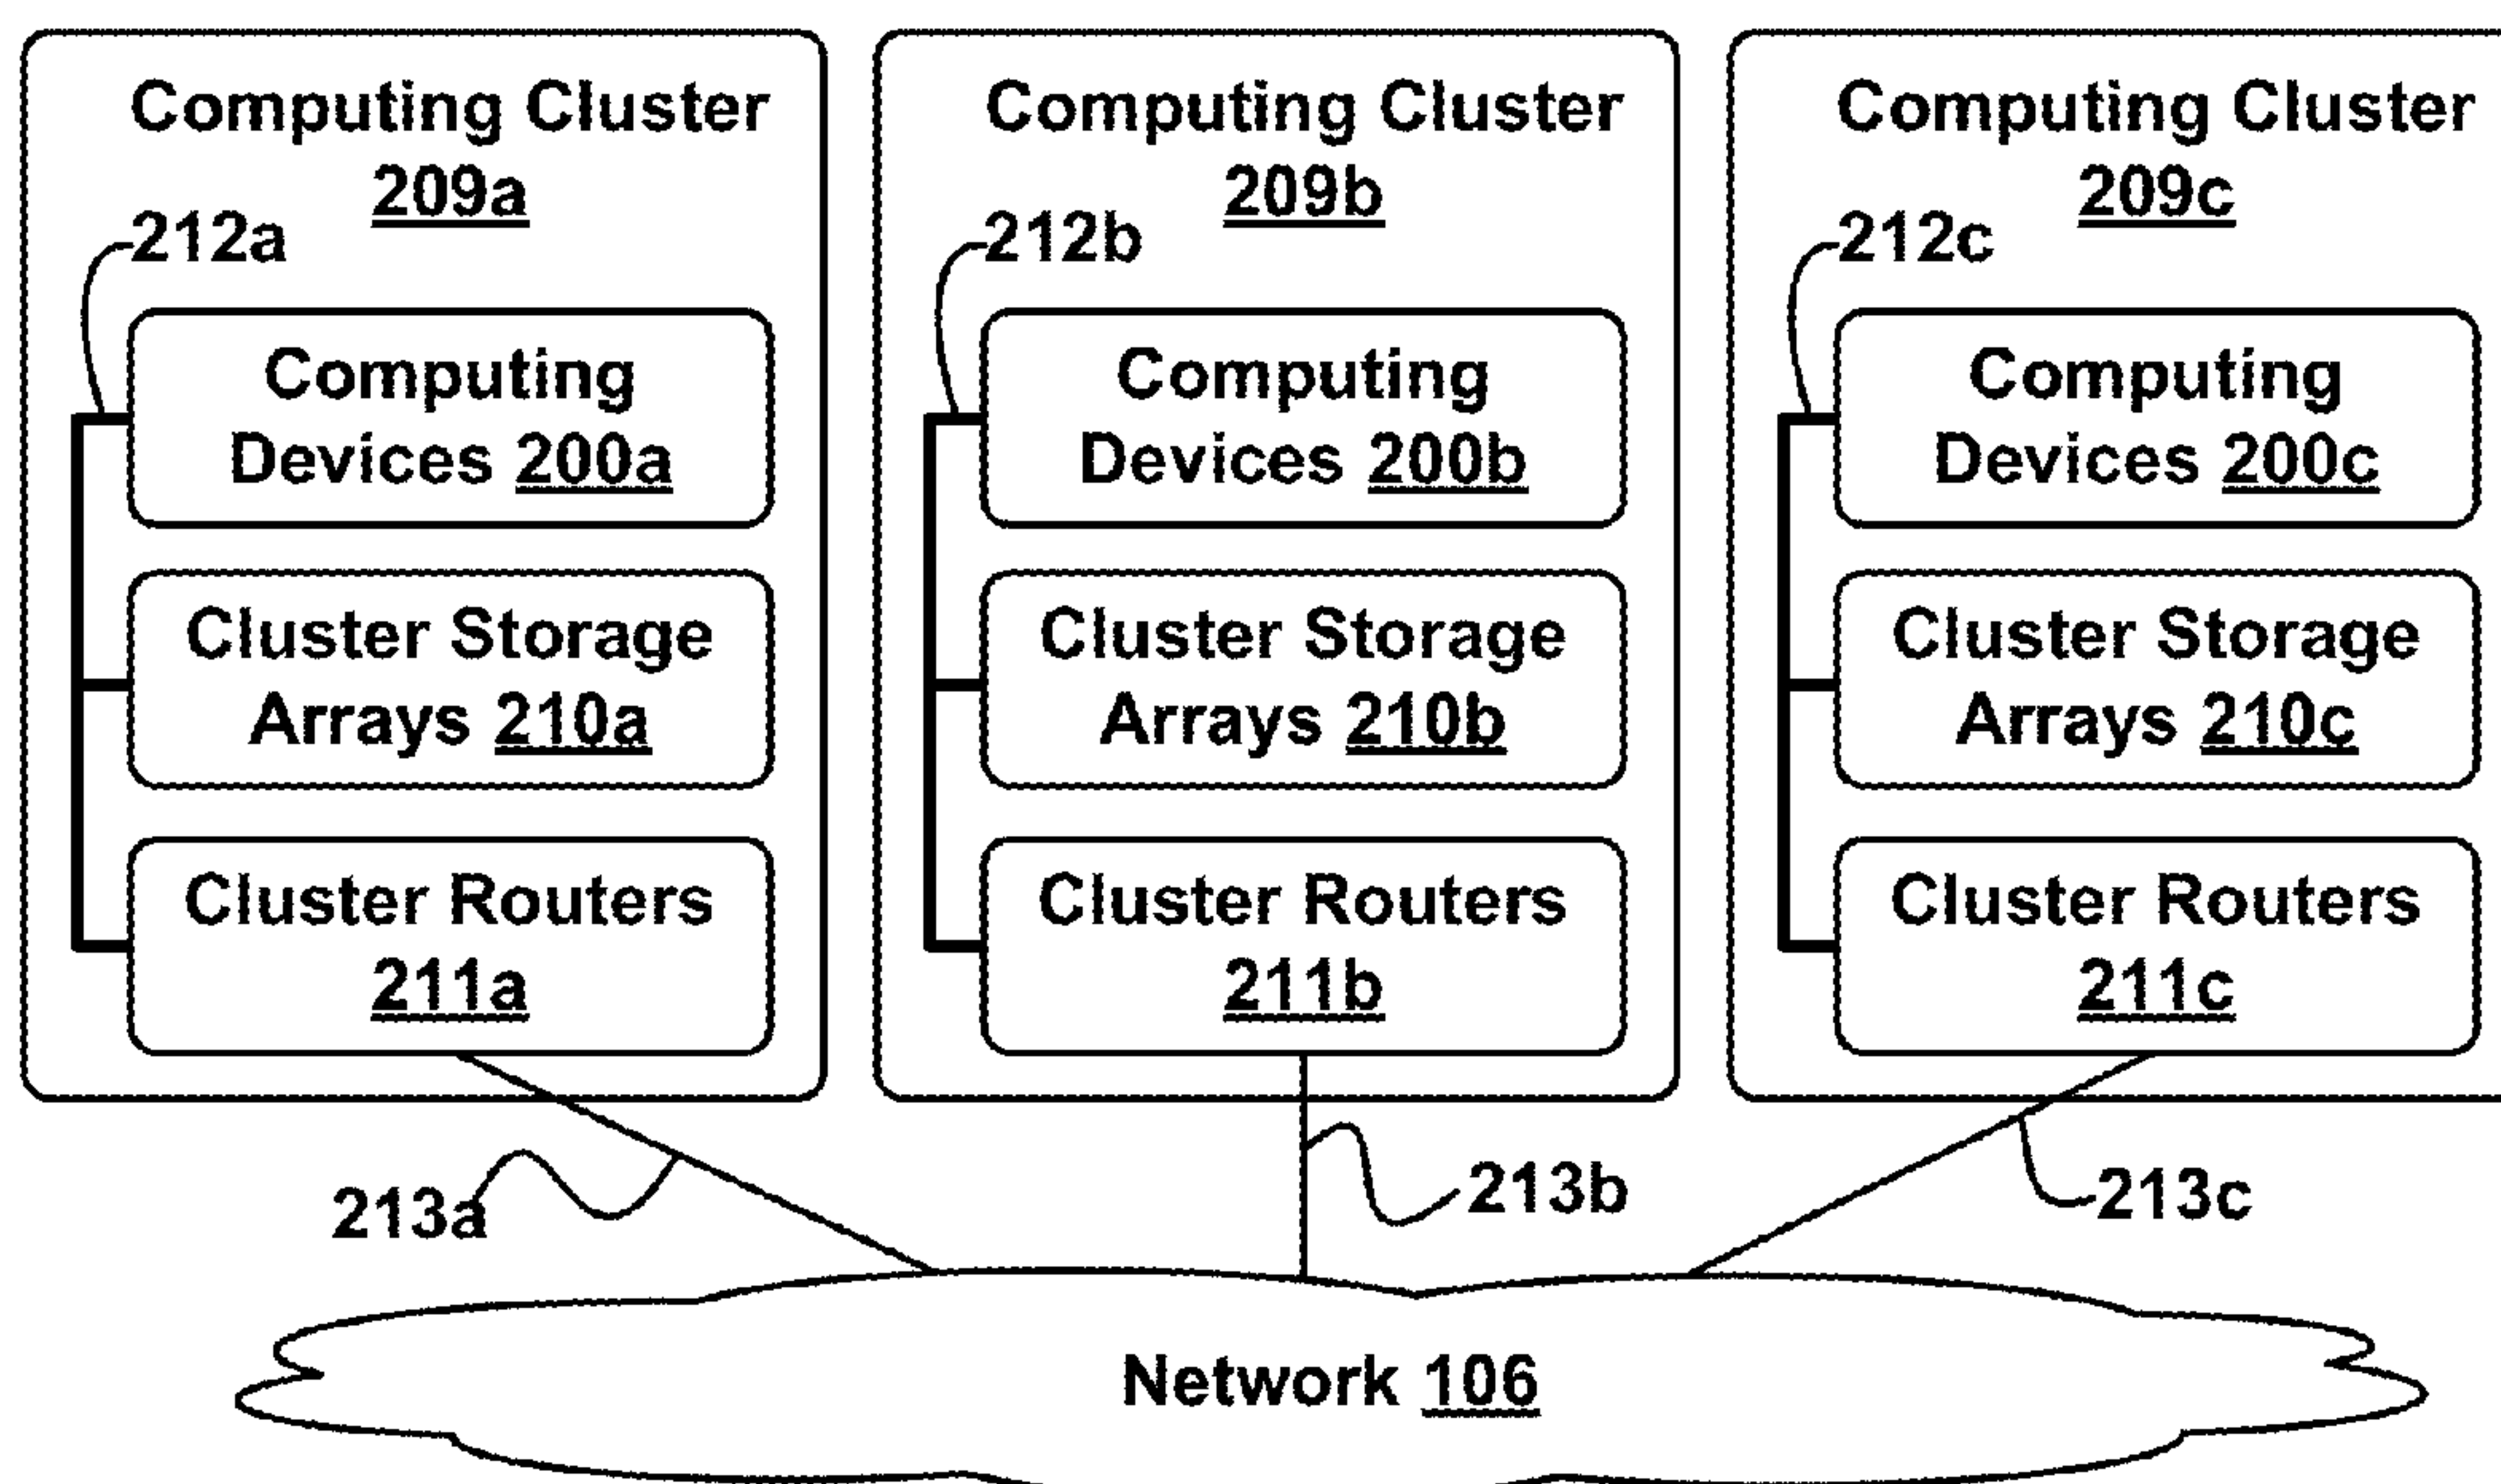 Computing Cluster
209a
212a
Computing
Devices 200a
Cluster Storage
Arrays 210a
Cluster Routers
211a
Computing Cluster
209b
212b
Computing
Devices 200b
Cluster Storage
Arrays 210b
Cluster Routers
211b
Computing Cluster
209c
212c
Computing
Devices 200c
Cluster Storage
Arrays 210c
Cluster Routers
211c
213a
213b
213c
Network 106